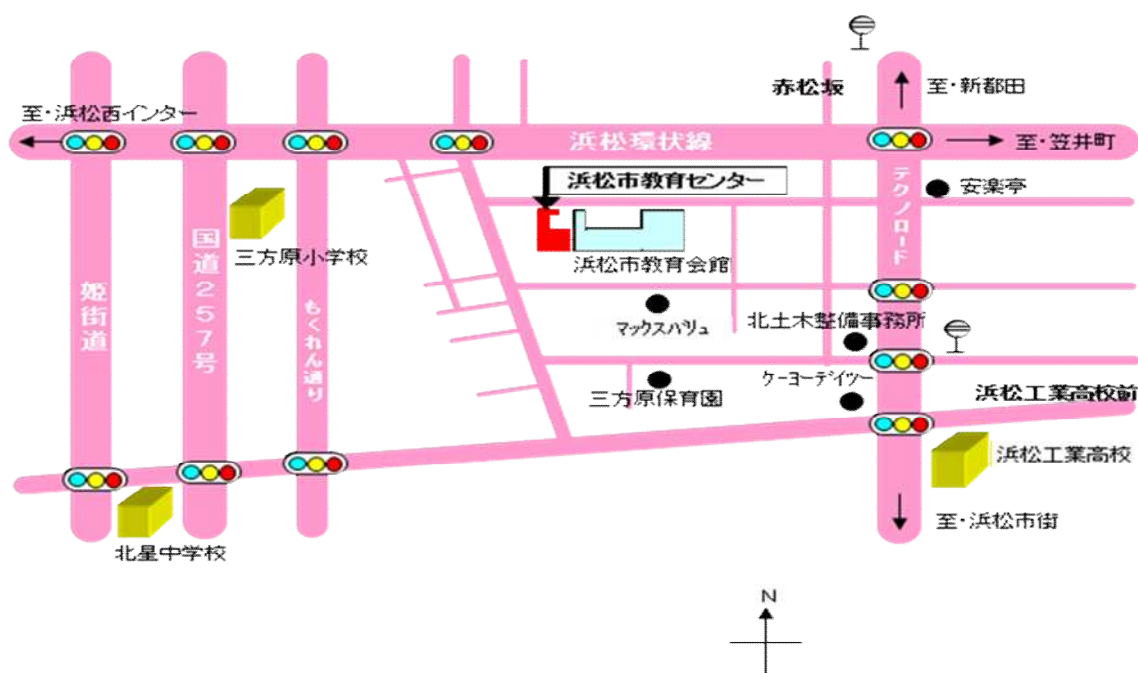 赤松坂
至・新都田
至・浜松西インター
浜松環状線
至・笠井町
浜松市教育センター
テクノロード
安楽亭
三方原小学校
国道257号
浜松市教育会館
姫街道
もくれん通り
マックスバリュ
北土木整備事務所
ケーヨーデイツー
三方原保育園
浜松工業高校前
浜松工業高校
至・浜松市街
北星中学校
N